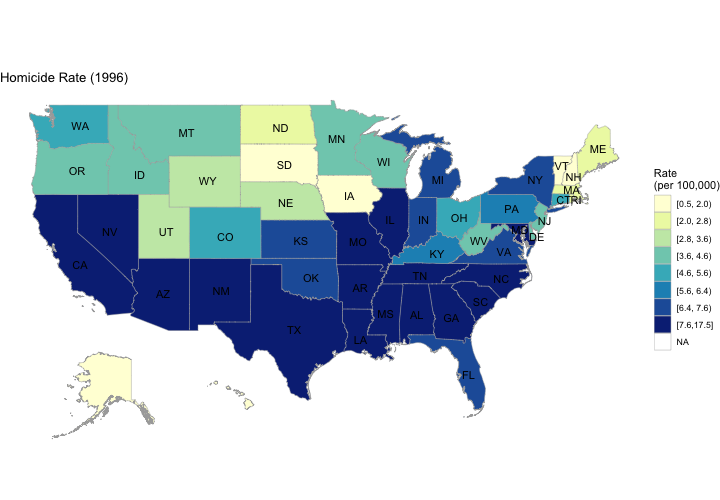 Homicide Rate (1996)
WA
MT
ND
MN
WI
ME
VT
NH
OR
ID
WY
SD
IA
NE
MI
NY
MA
CT
RI
NV
UT
CO
KS
MO
IL
IN
OH
PA
NJ
DE
WV
VA
KY
CA
AZ
NM
OK
AR
TN
NC
SC
TX
LA
MS
AL
GA
FL
Rate
(per 100,000)
[0.5, 2.0)
[2.0, 2.8)
[2.8, 3.6)
[3.6, 4.6)
[4.6, 5.6)
[5.6, 6.4)
[6.4, 7.6)
[7.6,17.5]
NA